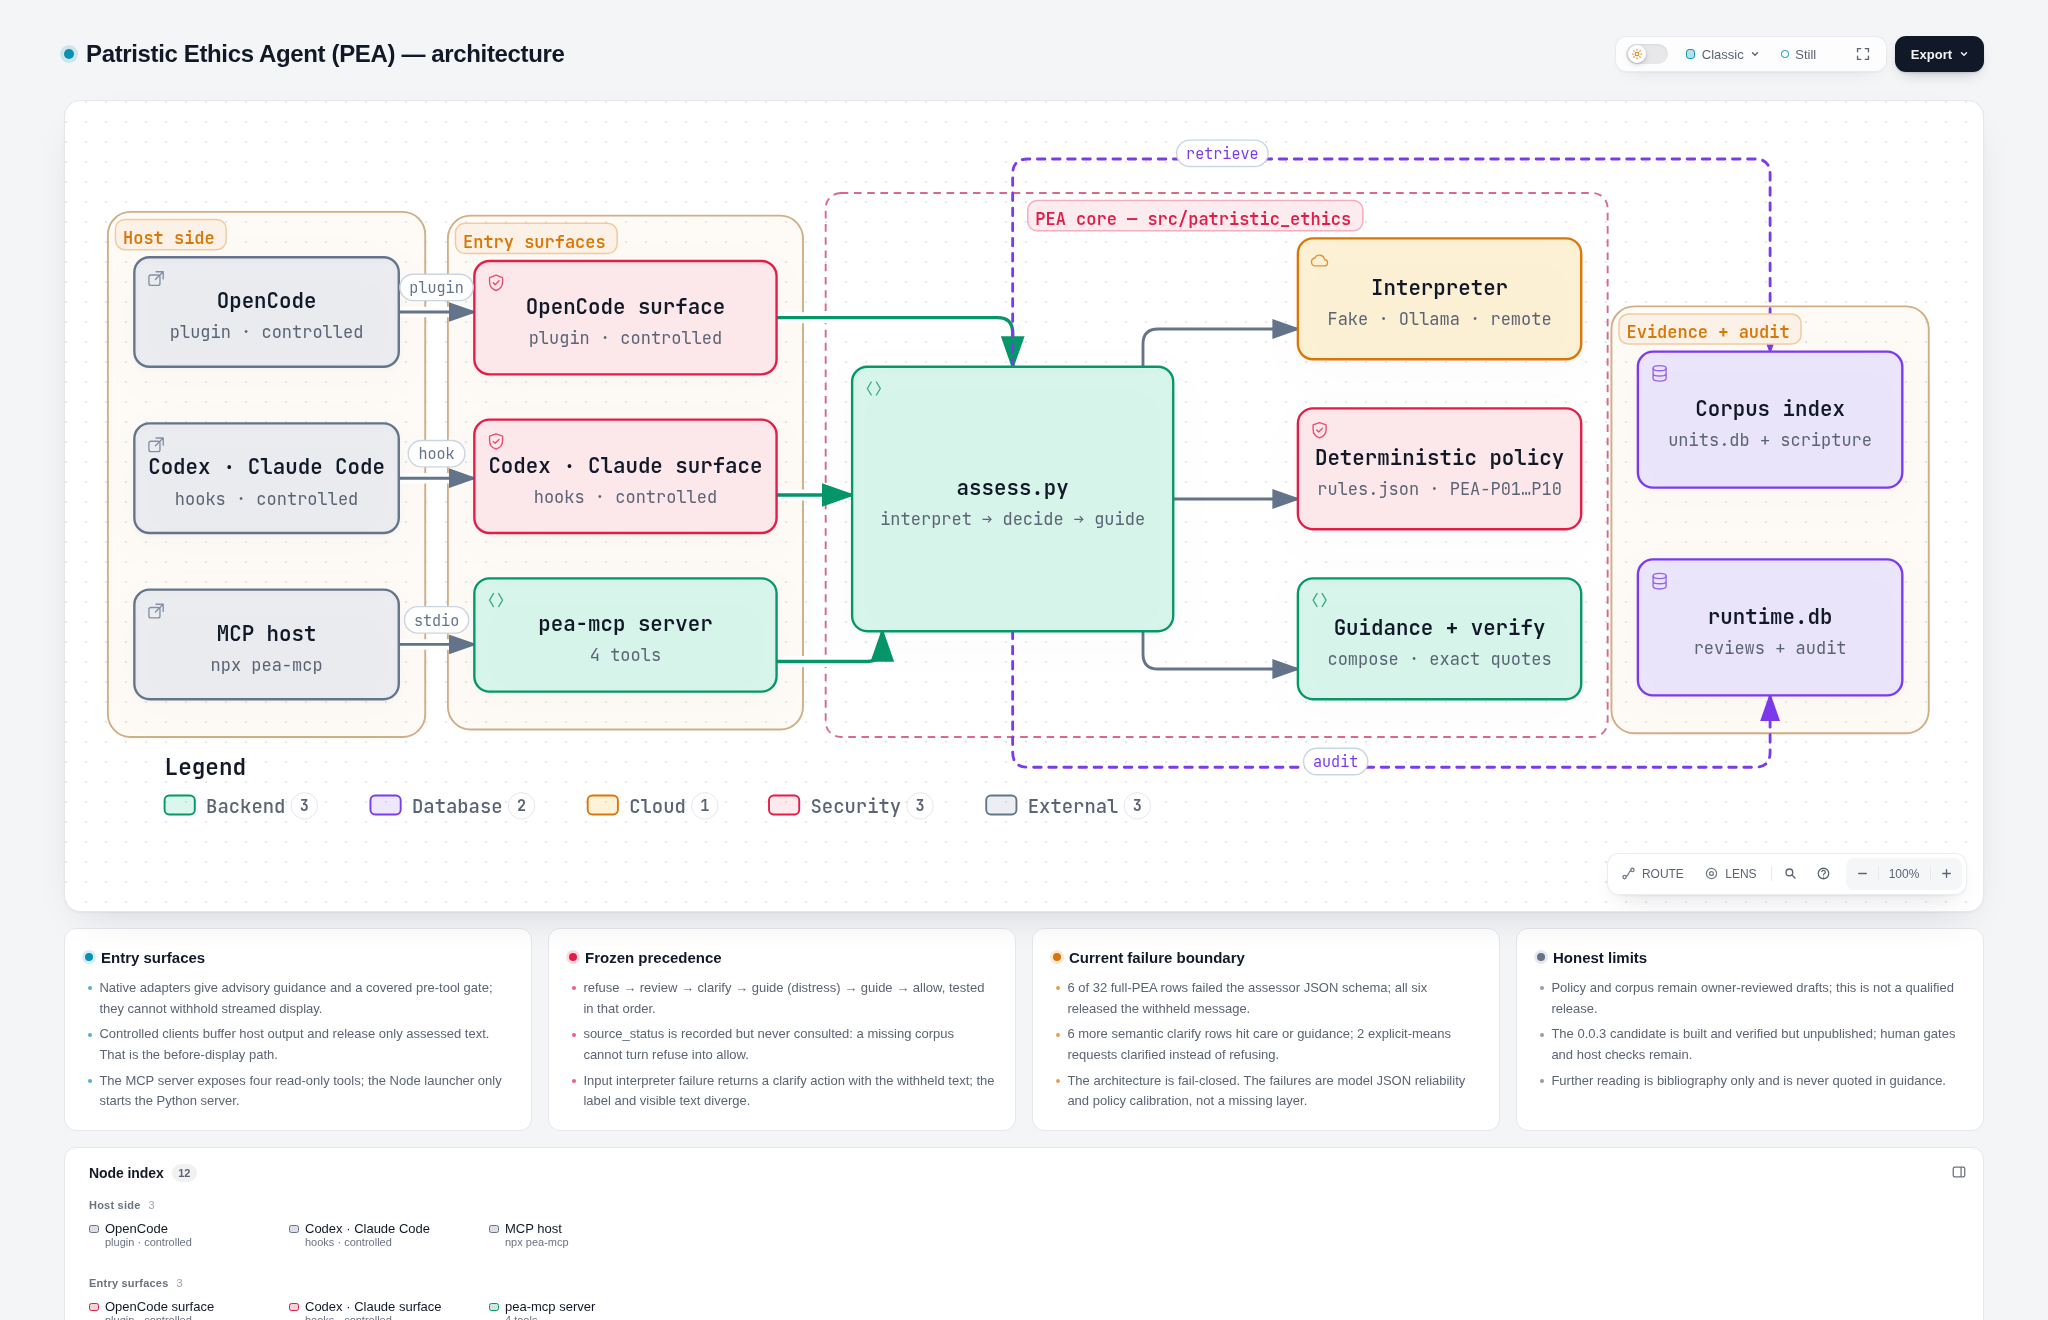 Patristic Ethics Agent (PEA) — architecture
Classic
Still
Export
retrieve
Host side
Entry surfaces
PEA core — src/patristic_ethics
Evidence + audit
OpenCode
plugin · controlled
plugin
OpenCode surface
plugin · controlled
Interpreter
Fake · Ollama · remote
Corpus index
units.db + scripture
Codex · Claude Code
hooks · controlled
hook
Codex · Claude surface
hooks · controlled
assess.py
interpret → decide → guide
Deterministic policy
rules.json · PEA-P01…P10
MCP host
npx pea-mcp
stdio
pea-mcp server
4 tools
Guidance + verify
compose · exact quotes
runtime.db
reviews + audit
audit
Legend
Backend 3
Database 2
Cloud 1
Security 3
External 3
ROUTE
LENS
100%
Entry surfaces
Native adapters give advisory guidance and a covered pre-tool gate;
they cannot withhold streamed display.
Controlled clients buffer host output and release only assessed text.
That is the before-display path.
The MCP server exposes four read-only tools; the Node launcher only
starts the Python server.
Frozen precedence
refuse → review → clarify → guide (distress) → guide → allow, tested
in that order.
source_status is recorded but never consulted: a missing corpus
cannot turn refuse into allow.
Input interpreter failure returns a clarify action with the withheld text; the
label and visible text diverge.
Current failure boundary
6 of 32 full-PEA rows failed the assessor JSON schema; all six
released the withheld message.
6 more semantic clarify rows hit care or guidance; 2 explicit-means
requests clarified instead of refusing.
The architecture is fail-closed. The failures are model JSON reliability
and policy calibration, not a missing layer.
Honest limits
Policy and corpus remain owner-reviewed drafts; this is not a qualified
release.
The 0.0.3 candidate is built and verified but unpublished; human gates
and host checks remain.
Further reading is bibliography only and is never quoted in guidance.
Node index 12
Host side 3
OpenCode
plugin · controlled
Codex · Claude Code
hooks · controlled
MCP host
npx pea-mcp
Entry surfaces 3
OpenCode surface
plugin · controlled
Codex · Claude surface
hooks · controlled
pea-mcp server
4 tools